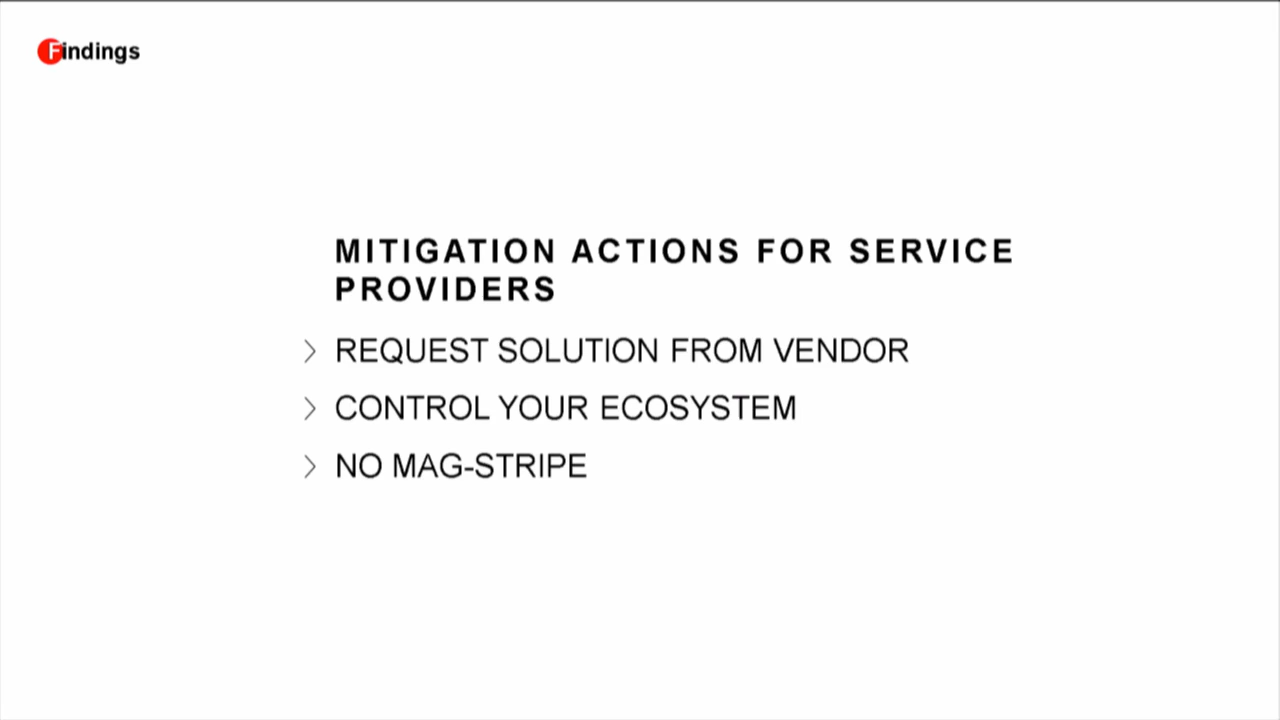 Findings
MITIGATION ACTIONS FOR SERVICE
PROVIDERS
REQUEST SOLUTION FROM VENDOR
CONTROL YOUR ECOSYSTEM
NO MAG-STRIPE